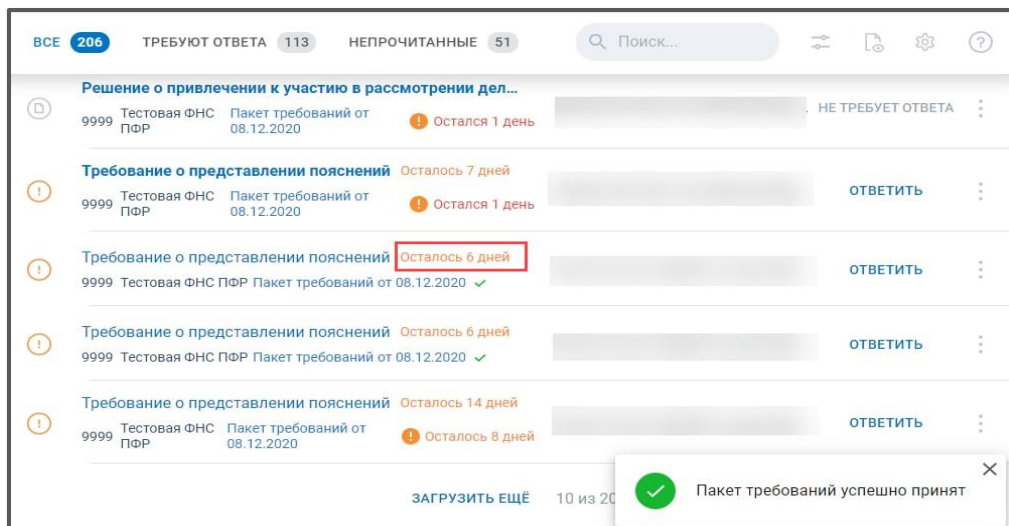 ВСЕ 206 ТРЕБУЮТ ОТВЕТА 113 НЕПРОЧИТАННЫЕ 51 Поиск...
Решение о привлечении к участию в рассмотрении дел...
9999 Тестовая ФНС ПФР Пакет требований от 08.12.2020 Остался 1 день НЕ ТРЕБУЕТ ОТВЕТА
Требование о представлении пояснений Осталось 7 дней
9999 Тестовая ФНС ПФР Пакет требований от 08.12.2020 Остался 1 день ОТВЕТИТЬ
Требование о представлении пояснений Осталось 6 дней
9999 Тестовая ФНС ПФР Пакет требований от 08.12.2020 ОТВЕТИТЬ
Требование о представлении пояснений Осталось 6 дней
9999 Тестовая ФНС ПФР Пакет требований от 08.12.2020 ОТВЕТИТЬ
Требование о представлении пояснений Осталось 14 дней
9999 Тестовая ФНС ПФР Пакет требований от 08.12.2020 Осталось 8 дней ОТВЕТИТЬ
ЗАГРУЗИТЬ ЕЩЁ 10 из 20
Пакет требований успешно принят